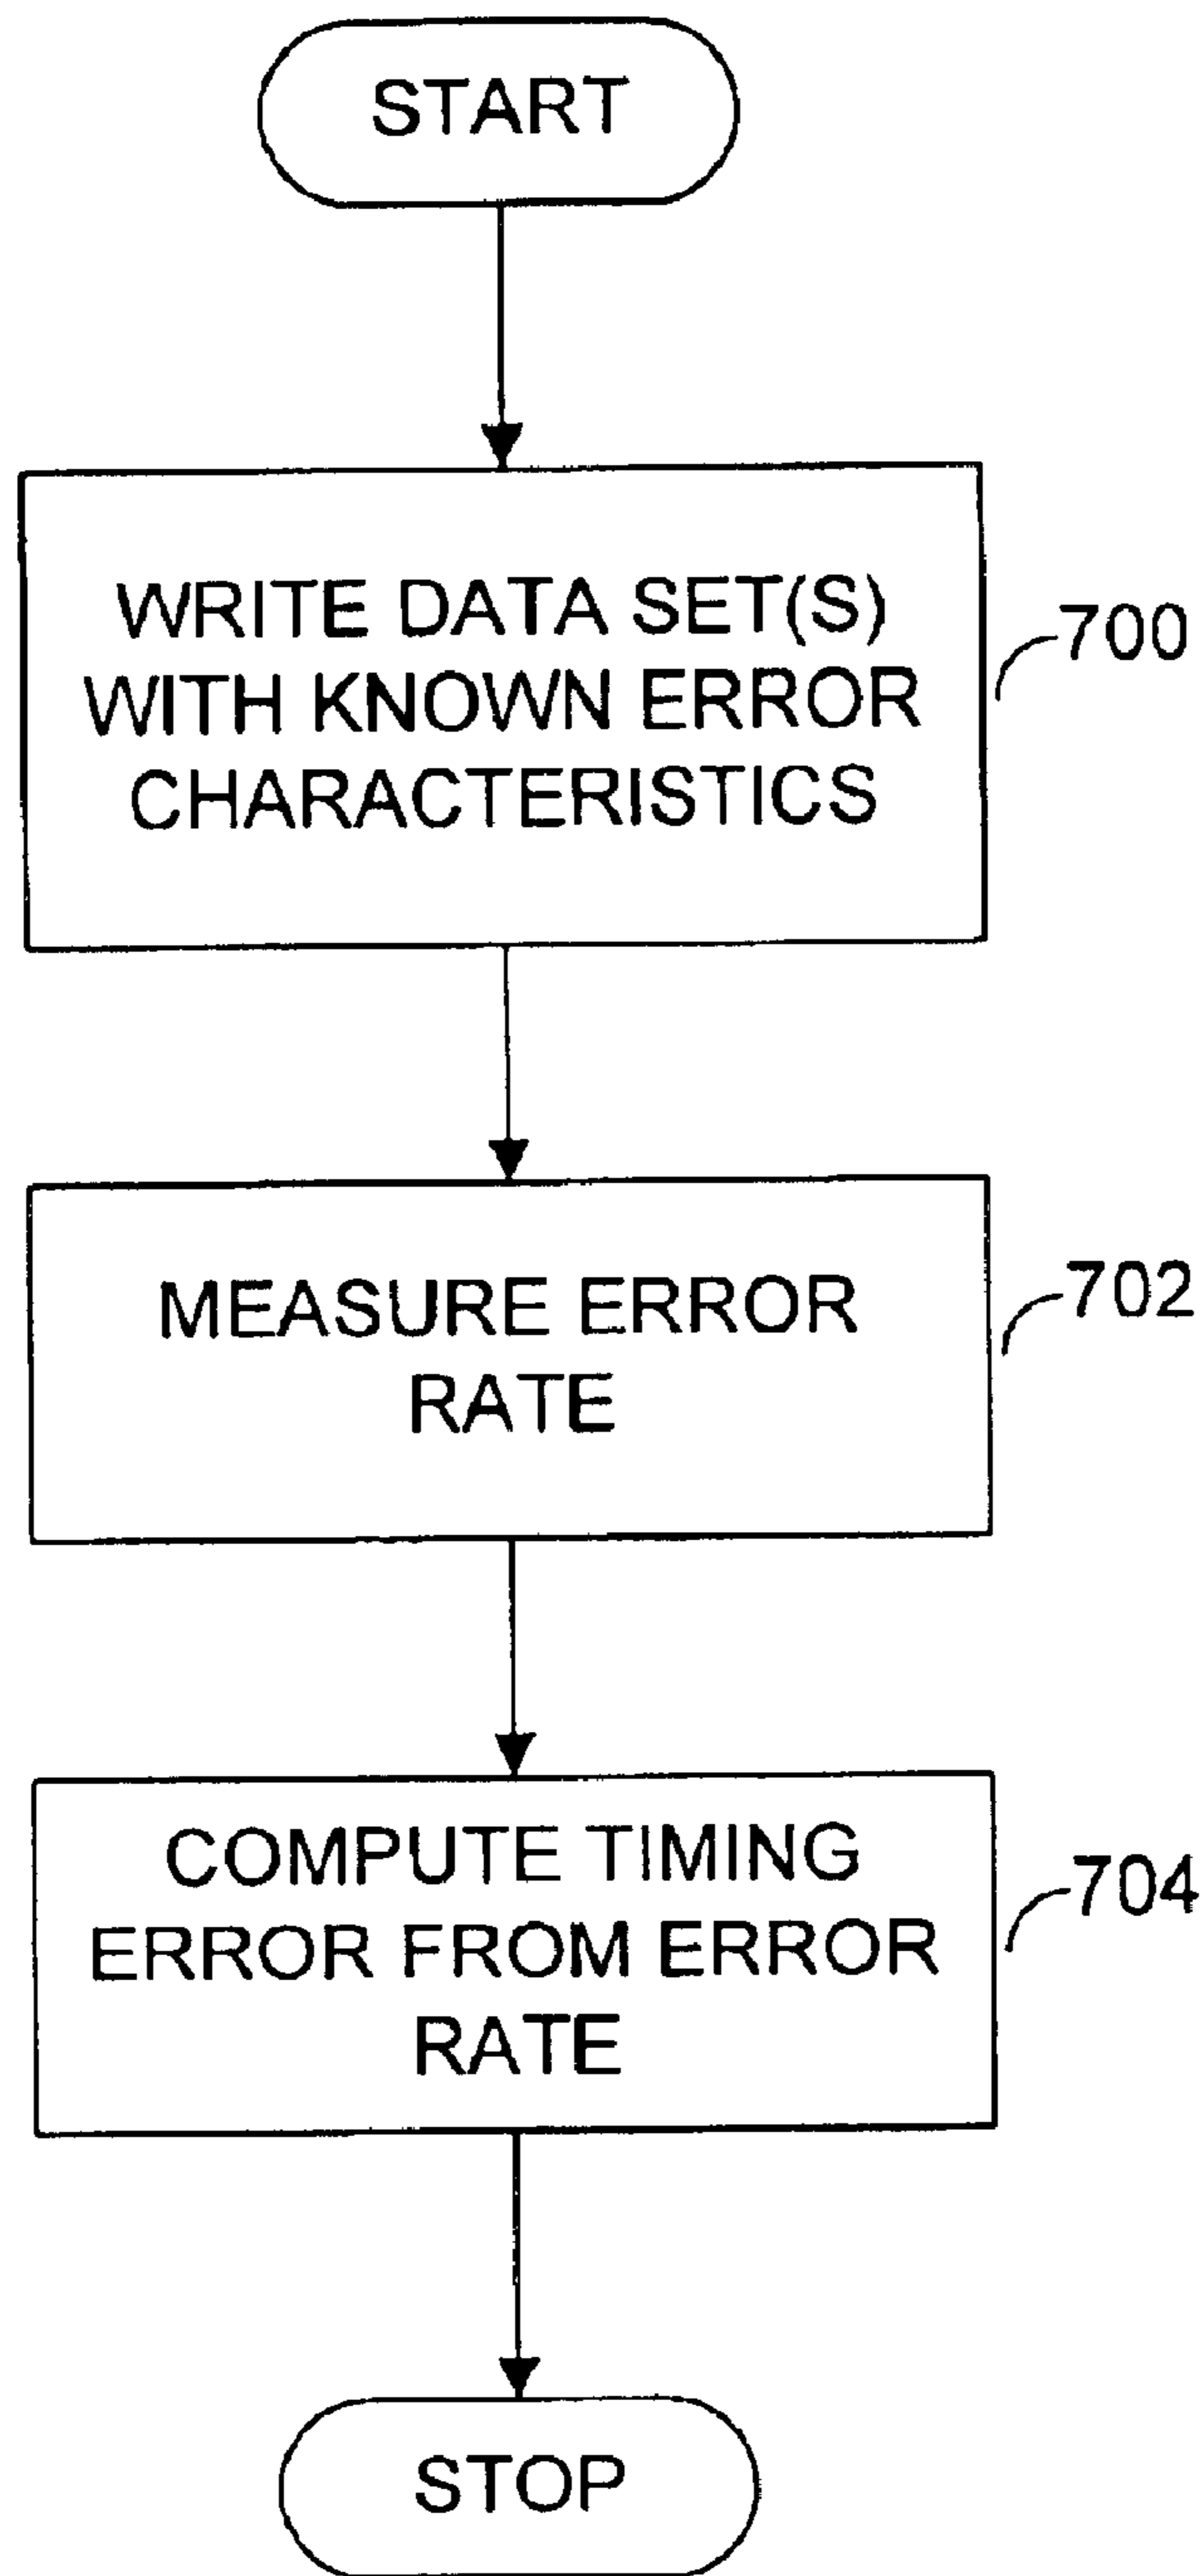 START
WRITE DATA SET(S)
WITH KNOWN ERROR
CHARACTERISTICS
700
MEASURE ERROR
RATE
702
COMPUTE TIMING
ERROR FROM ERROR
RATE
704
STOP